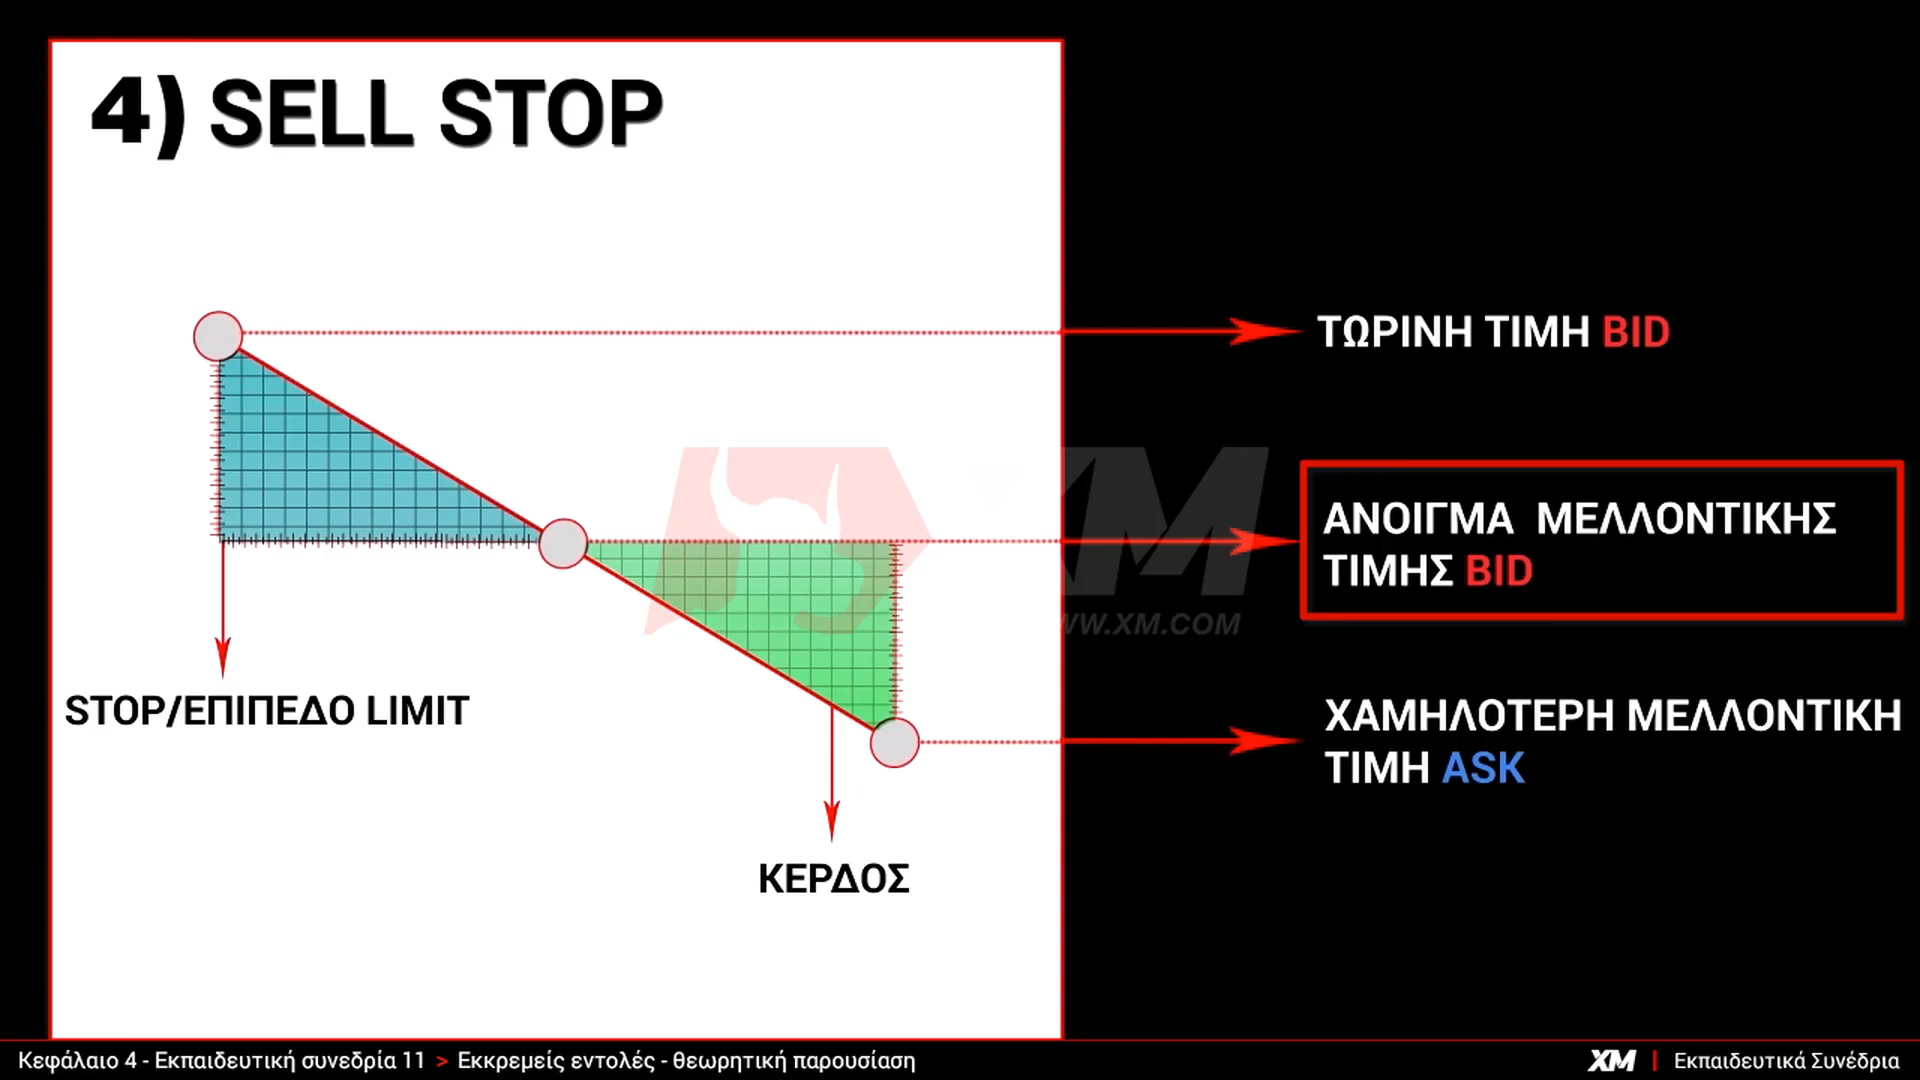 4) SELL STOP
ΤΩΡΙΝΗ ΤΙΜΗ BID
ΑΝΟΙΓΜΑ ΜΕΛΛΟΝΤΙΚΗΣ
ΤΙΜΗΣ BID
ΧΑΜΗΛΟΤΕΡΗ ΜΕΛΛΟΝΤΙΚΗ
ΤΙΜΗ ASK
STOP/ΕΠΙΠΕΔΟ LIMIT
ΚΕΡΔΟΣ
XM
WW.XM.COM
Κεφάλαιο 4 - Εκπαιδευτική συνεδρία 11 > Εκκρεμείς εντολές - θεωρητική παρουσίαση
XM | Εκπαιδευτικά Συνέδρια